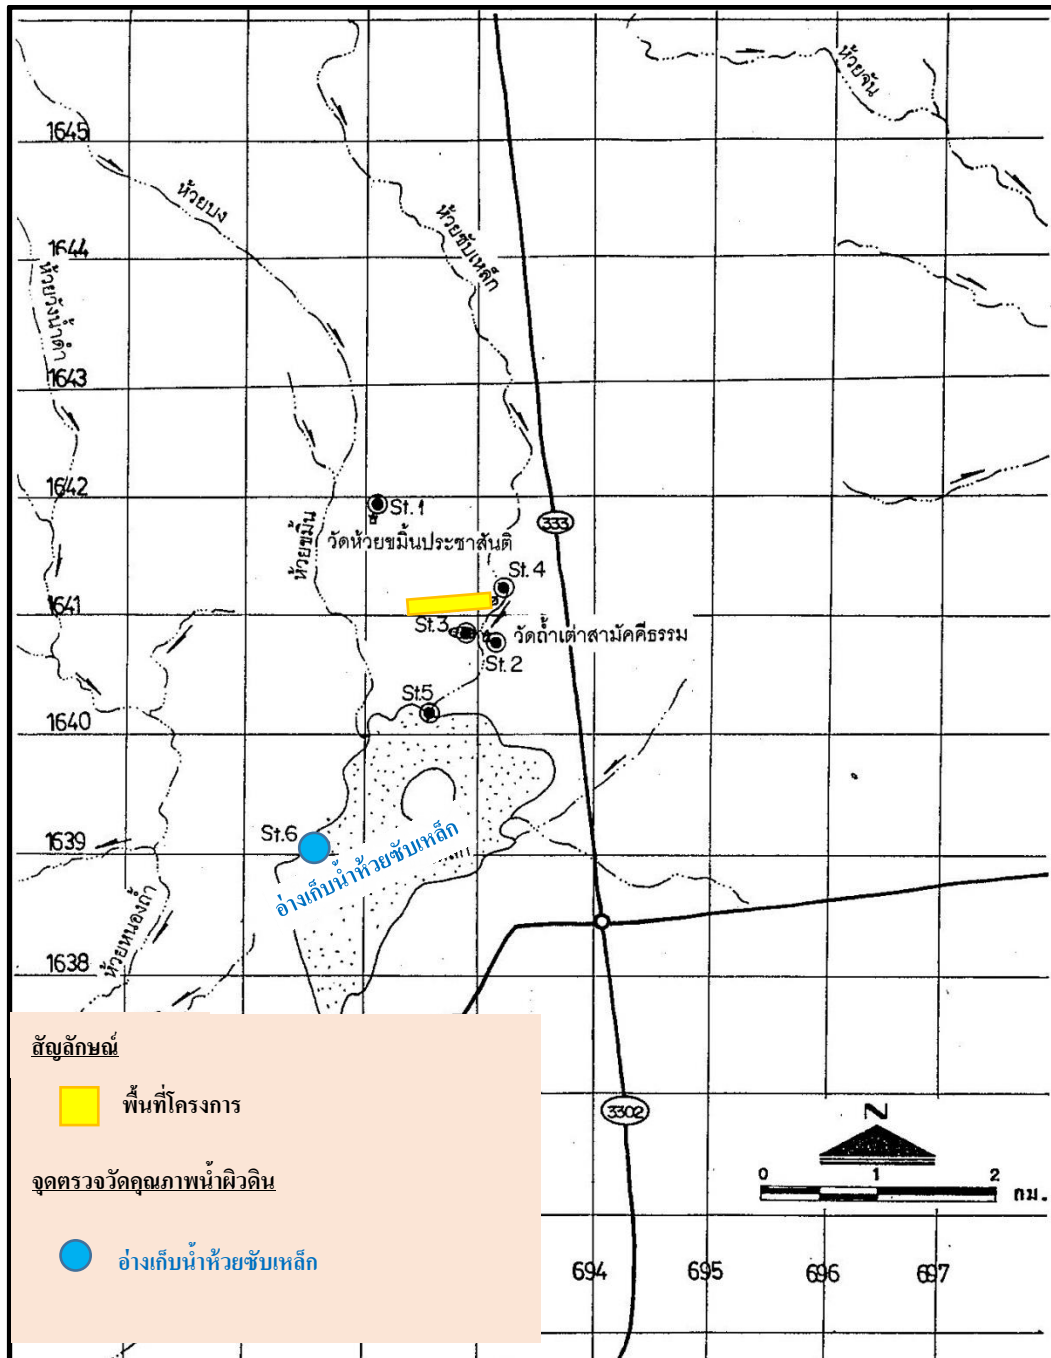 ห้วยจัน
1645
ห้วยบง
ห้วยซับเหล็ก
1644
ห้วยวังน้ำดำ
1643
1642
St.1
333
วัดห้วยขมิ้นประชาสันติ
ห้วยขมิ้น
St.4
1641
St.3
วัดถ้ำเต่าสามัคคีธรรม
St.2
St.5
1640
St.6
1639
อ่างเก็บน้ำห้วยซับเหล็ก
ห้วยหนองถ้ำ
1638
สัญลักษณ์
พื้นที่โครงการ
3302
N
จุดตรวจวัดคุณภาพน้ำผิวดิน
0 1 2
กม.
อ่างเก็บน้ำห้วยซับเหล็ก
694 695 696 697